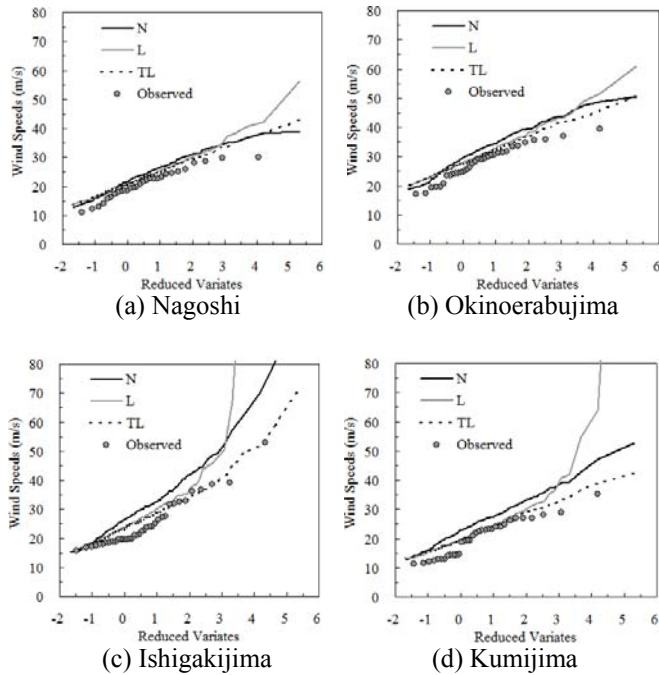 80
70
60
50
40
30
20
10
0
Wind Speeds (m/s)
N
L
TL
Observed
-2 -1 0 1 2 3 4 5 6
Reduced Variates
(a) Nagoshi
80
70
60
50
40
30
20
10
0
Wind Speeds (m/s)
N
L
TL
Observed
-2 -1 0 1 2 3 4 5 6
Reduced Variates
(b) Okinoerabujima
80
70
60
50
40
30
20
10
0
Wind Speeds (m/s)
N
L
TL
Observed
-2 -1 0 1 2 3 4 5 6
Reduced Variates
(c) Ishigakijima
80
70
60
50
40
30
20
10
0
Wind Speeds (m/s)
N
L
TL
Observed
-2 -1 0 1 2 3 4 5 6
Reduced Variates
(d) Kumijima